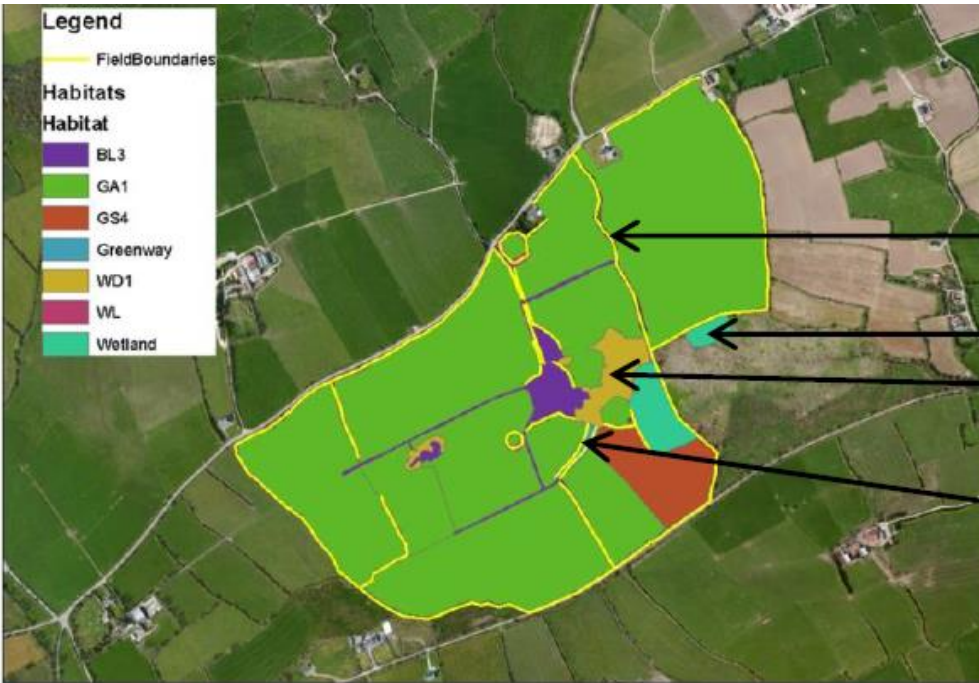 Legend
FieldBoundaries
Habitats
Habitat
BL3
GA1
GS4
Greenway
WD1
WL
Wetland